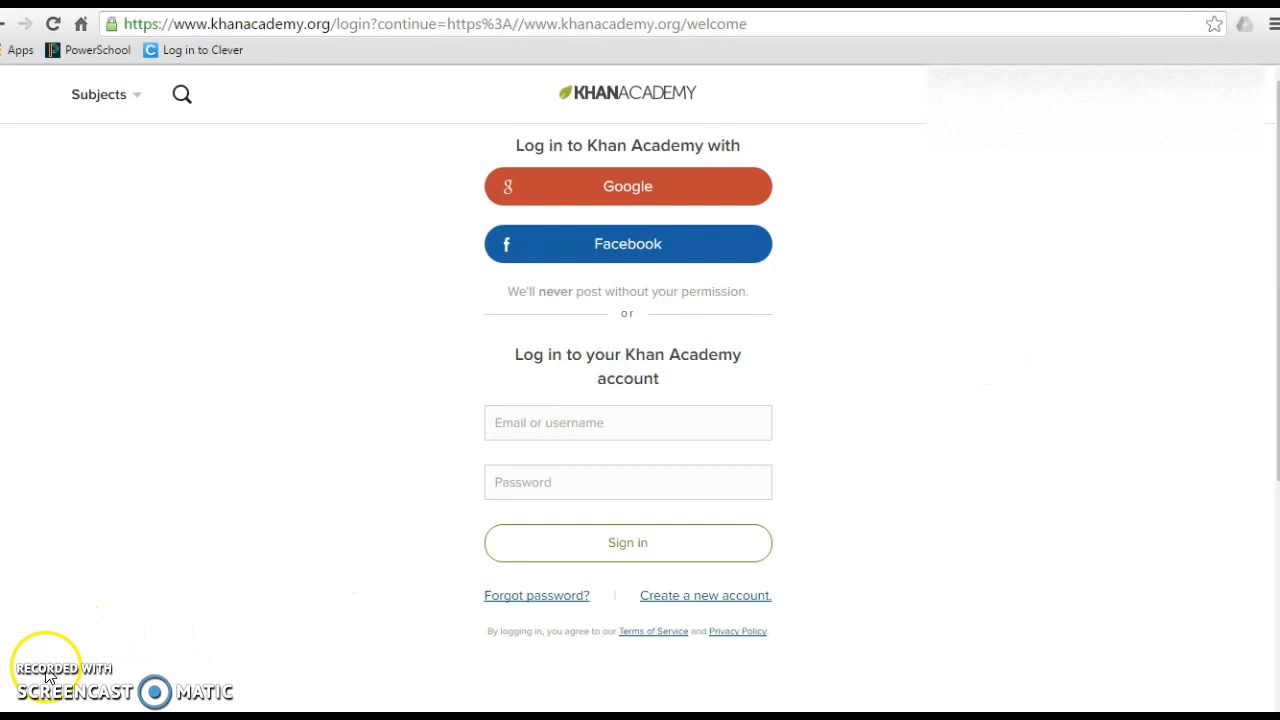 https://www.khanacademy.org/login?continue=https%3A//www.khanacademy.org/welcome
Apps PowerSchool Log in to Clever
Subjects KHANACADEMY
Log in to Khan Academy with
Google
f Facebook
We'll never post without your permission.
or
Log in to your Khan Academy
account
Email or username
Password
Sign in
Forgot password? | Create a new account.
By logging in, you agree to our Terms of Service and Privacy Policy.
RECORDED WITH
SCREENCAST MATIC